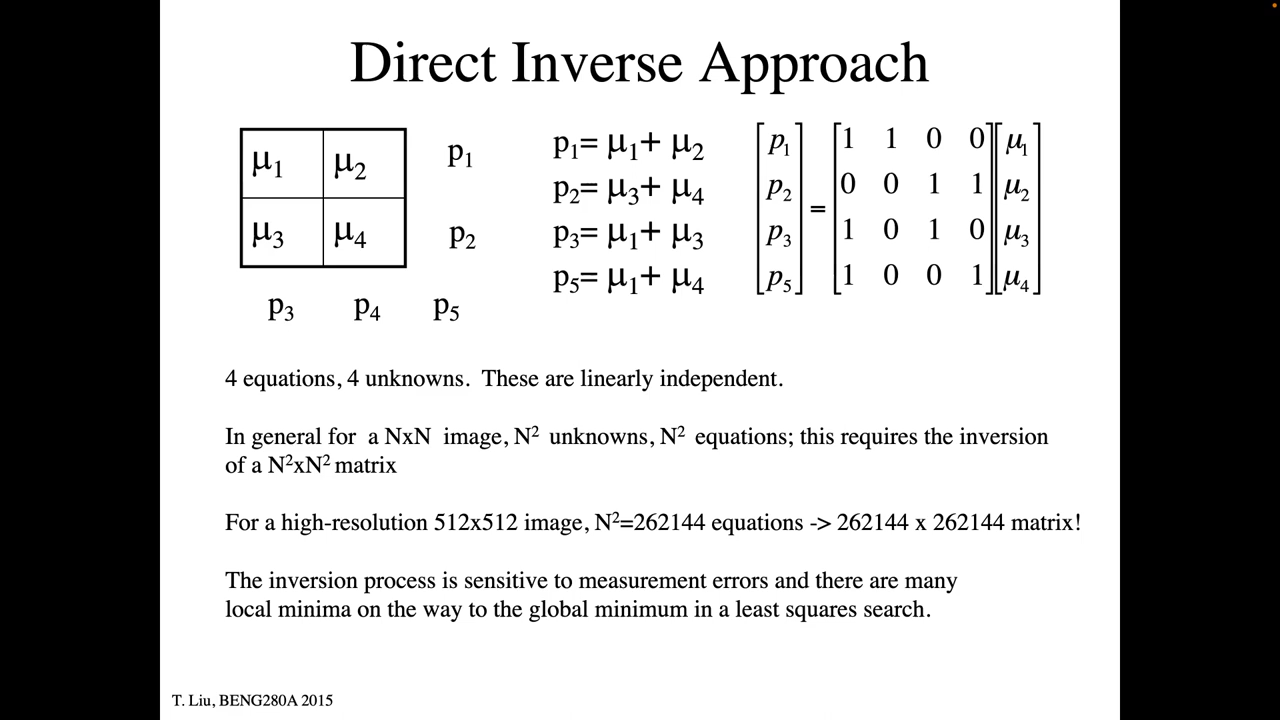 Direct Inverse Approach
μ₁ μ₂ p₁
μ₃ μ₄ p₂
p₃ p₄ p₅
p₁= μ₁+ μ₂
p₂= μ₃+ μ₄
p₃= μ₁+ μ₃
p₅= μ₁+ μ₄
[p₁] = [1 1 0 0][μ₁]
[p₂] [0 0 1 1][μ₂]
[p₃] [1 0 1 0][μ₃]
[p₅] [1 0 0 1][μ₄]
4 equations, 4 unknowns. These are linearly independent.
In general for a NxN image, N² unknowns, N² equations; this requires the inversion
of a N²xN² matrix
For a high-resolution 512x512 image, N²=262144 equations -> 262144 x 262144 matrix!
The inversion process is sensitive to measurement errors and there are many
local minima on the way to the global minimum in a least squares search.
T. Liu, BENG280A 2015